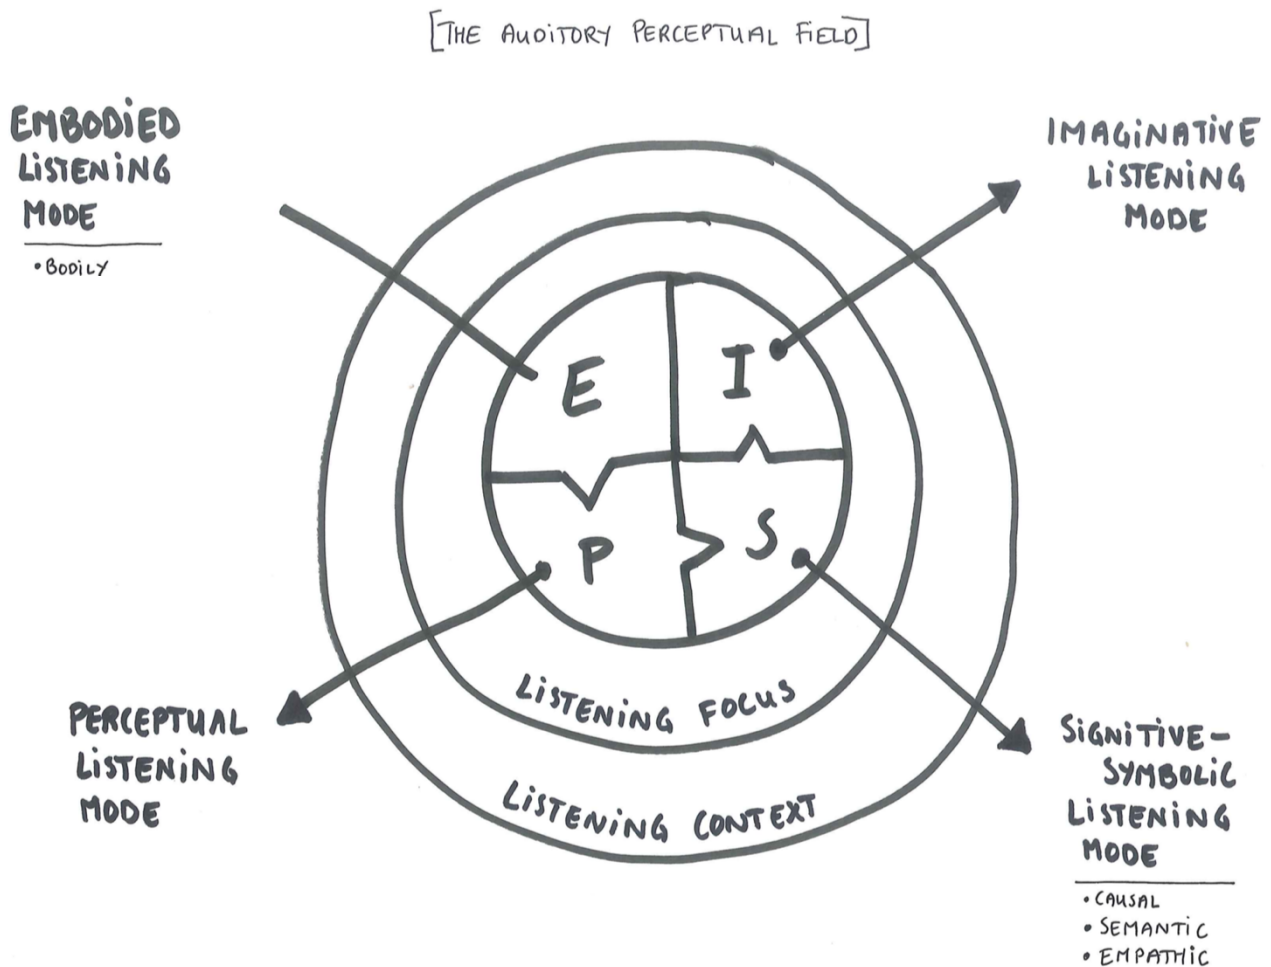 [THE AUDITORY PERCEPTUAL FIELD]
EMBODIED
LISTENING
MODE
• BODILY
IMAGINATIVE
LISTENING
MODE
E
I
P
S
LISTENING FOCUS
LISTENING CONTEXT
PERCEPTUAL
LISTENING
MODE
SIGNITIVE-
SYMBOLIC
LISTENING
MODE
• CAUSAL
• SEMANTIC
• EMPATHIC